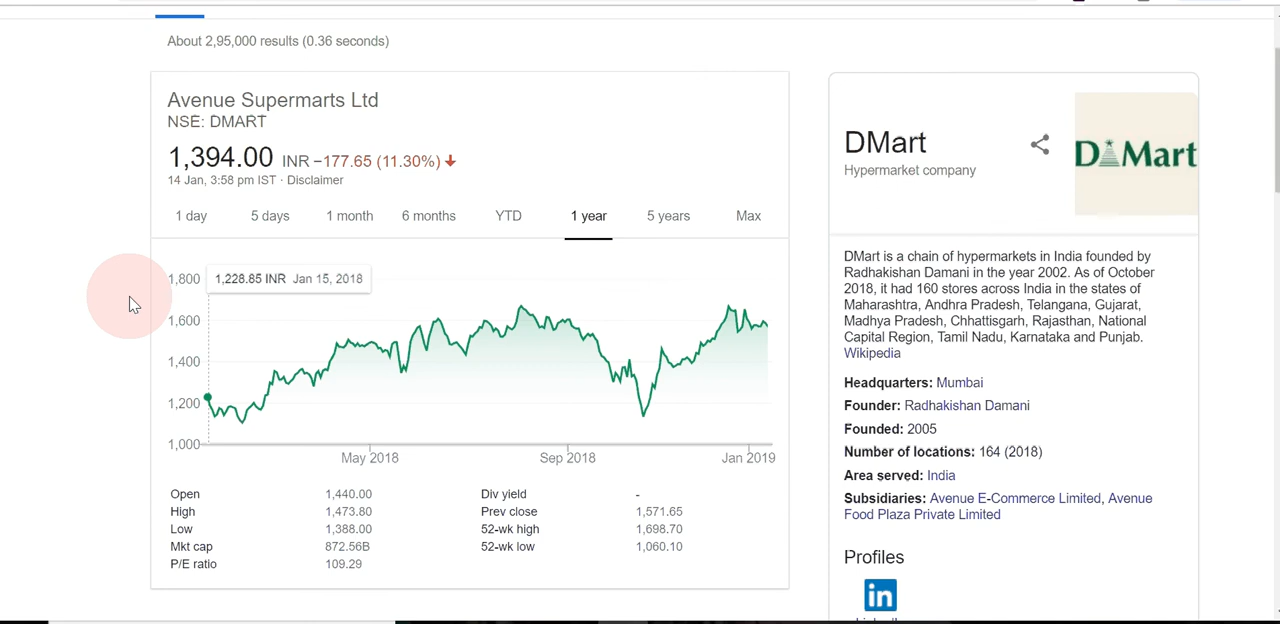 About 2,95,000 results (0.36 seconds)
Avenue Supermarts Ltd
NSE: DMART
1,394.00 INR −177.65 (11.30%)
14 Jan, 3:58 pm IST · Disclaimer
1 day 5 days 1 month 6 months YTD 1 year 5 years Max
1,800
1,228.85 INR Jan 15, 2018
1,600
1,400
1,200
1,000
May 2018 Sep 2018 Jan 2019
Open 1,440.00 Div yield -
High 1,473.80 Prev close 1,571.65
Low 1,388.00 52-wk high 1,698.70
Mkt cap 872.56B 52-wk low 1,060.10
P/E ratio 109.29
DMart
Hypermarket company
DMart
DMart is a chain of hypermarkets in India founded by
Radhakishan Damani in the year 2002. As of October
2018, it had 160 stores across India in the states of
Maharashtra, Andhra Pradesh, Telangana, Gujarat,
Madhya Pradesh, Chhattisgarh, Rajasthan, National
Capital Region, Tamil Nadu, Karnataka and Punjab.
Wikipedia
Headquarters: Mumbai
Founder: Radhakishan Damani
Founded: 2005
Number of locations: 164 (2018)
Area served: India
Subsidiaries: Avenue E-Commerce Limited, Avenue
Food Plaza Private Limited
Profiles
in